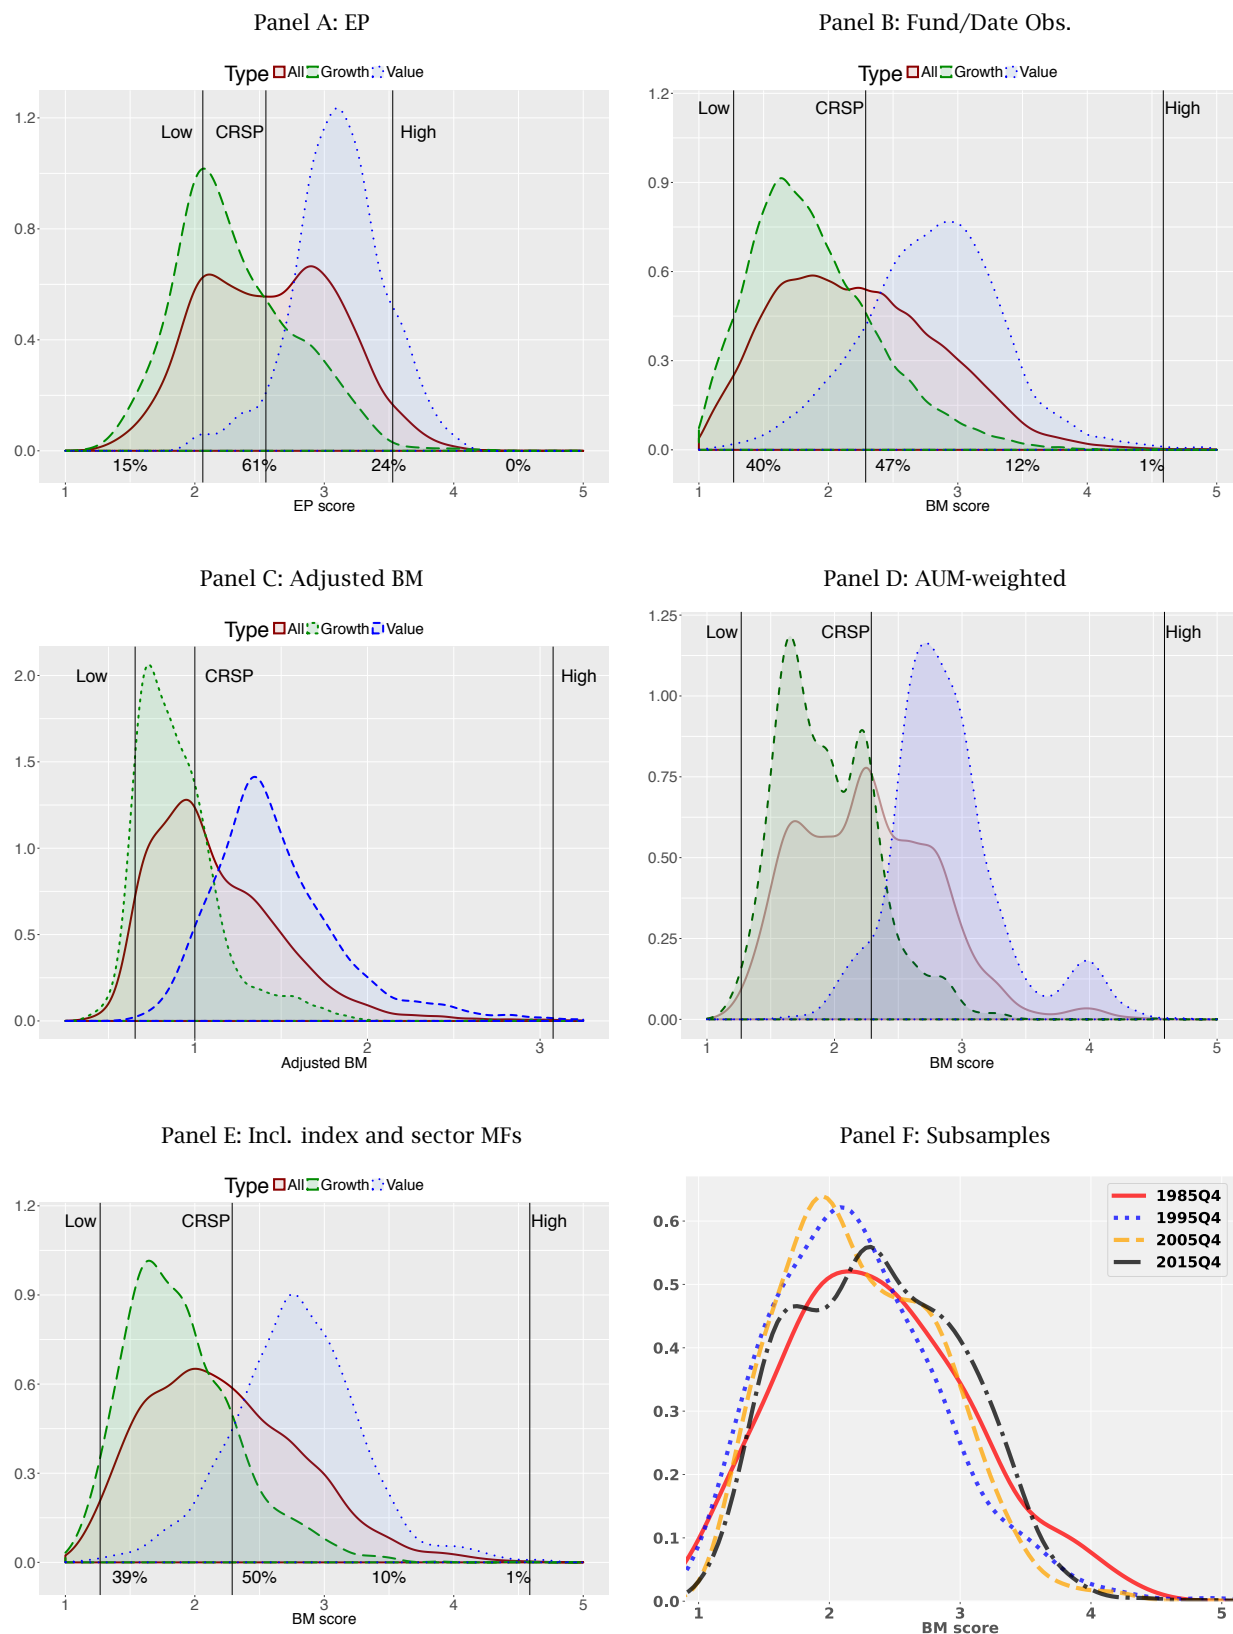 Panel A: EP
Type All Growth Value
Low CRSP High
1.2
0.8
0.4
0.0
15% 61% 24% 0%
1 2 3 4 5
EP score
Panel B: Fund/Date Obs.
Type All Growth Value
Low CRSP High
1.2
0.9
0.6
0.3
0.0
40% 47% 12% 1%
1 2 3 4 5
BM score
Panel C: Adjusted BM
Type All Growth Value
Low CRSP High
2.0
1.5
1.0
0.5
0.0
1 2 3
Adjusted BM
Panel D: AUM-weighted
Low CRSP High
1.25
1.00
0.75
0.50
0.25
0.00
1 2 3 4 5
BM score
Panel E: Incl. index and sector MFs
Type All Growth Value
Low CRSP High
1.2
0.9
0.6
0.3
0.0
39% 50% 10% 1%
1 2 3 4 5
BM score
Panel F: Subsamples
1985Q4
1995Q4
2005Q4
2015Q4
0.6
0.5
0.4
0.3
0.2
0.1
0.0
1 2 3 4 5
BM score